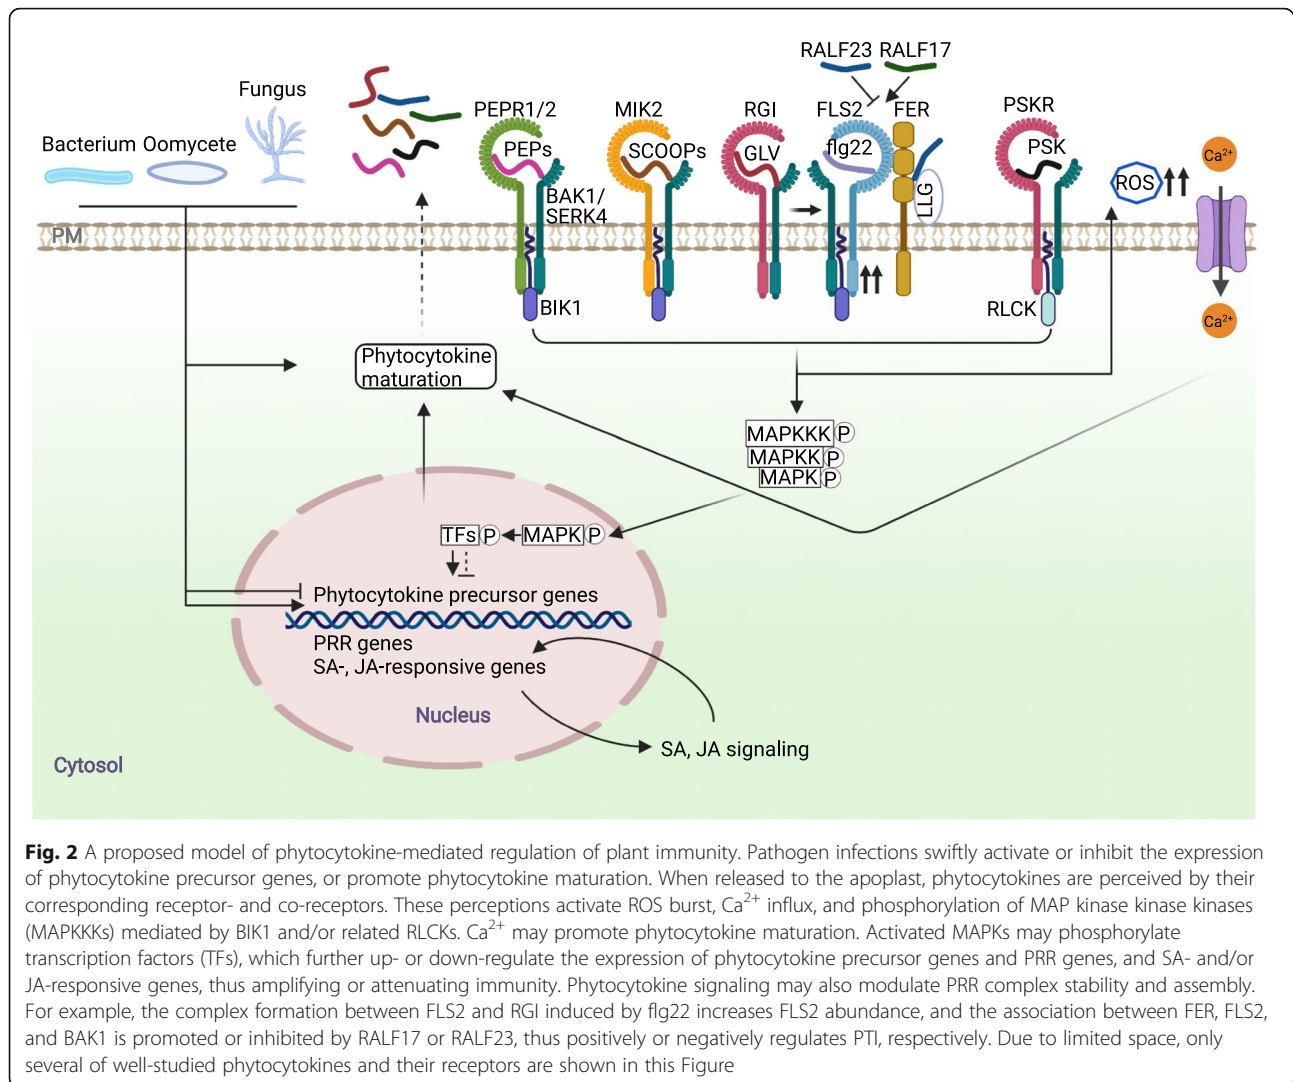 RALF23 RALF17
Fungus
PEPR1/2
MIK2
RGI
FLS2
FER
PSKR
Bacterium Oomycete
PEPs
SCOOPs
GLV
flg22
PSK
Ca²⁺
ROS
BAK1/
SERK4
LLG
PM
BIK1
RLCK
Ca²⁺
Phytocytokine
maturation
MAPKKK P
MAPKK P
MAPK P
TFs P MAPK P
Phytocytokine precursor genes
PRR genes
SA-, JA-responsive genes
Nucleus
SA, JA signaling
Cytosol
Fig. 2 A proposed model of phytocytokine-mediated regulation of plant immunity. Pathogen infections swiftly activate or inhibit the expression
of phytocytokine precursor genes, or promote phytocytokine maturation. When released to the apoplast, phytocytokines are perceived by their
corresponding receptor- and co-receptors. These perceptions activate ROS burst, Ca²⁺ influx, and phosphorylation of MAP kinase kinase kinases
(MAPKKKs) mediated by BIK1 and/or related RLCKs. Ca²⁺ may promote phytocytokine maturation. Activated MAPKs may phosphorylate
transcription factors (TFs), which further up- or down-regulate the expression of phytocytokine precursor genes and PRR genes, and SA- and/or
JA-responsive genes, thus amplifying or attenuating immunity. Phytocytokine signaling may also modulate PRR complex stability and assembly.
For example, the complex formation between FLS2 and RGI induced by flg22 increases FLS2 abundance, and the association between FER, FLS2,
and BAK1 is promoted or inhibited by RALF17 or RALF23, thus positively or negatively regulates PTI, respectively. Due to limited space, only
several of well-studied phytocytokines and their receptors are shown in this Figure